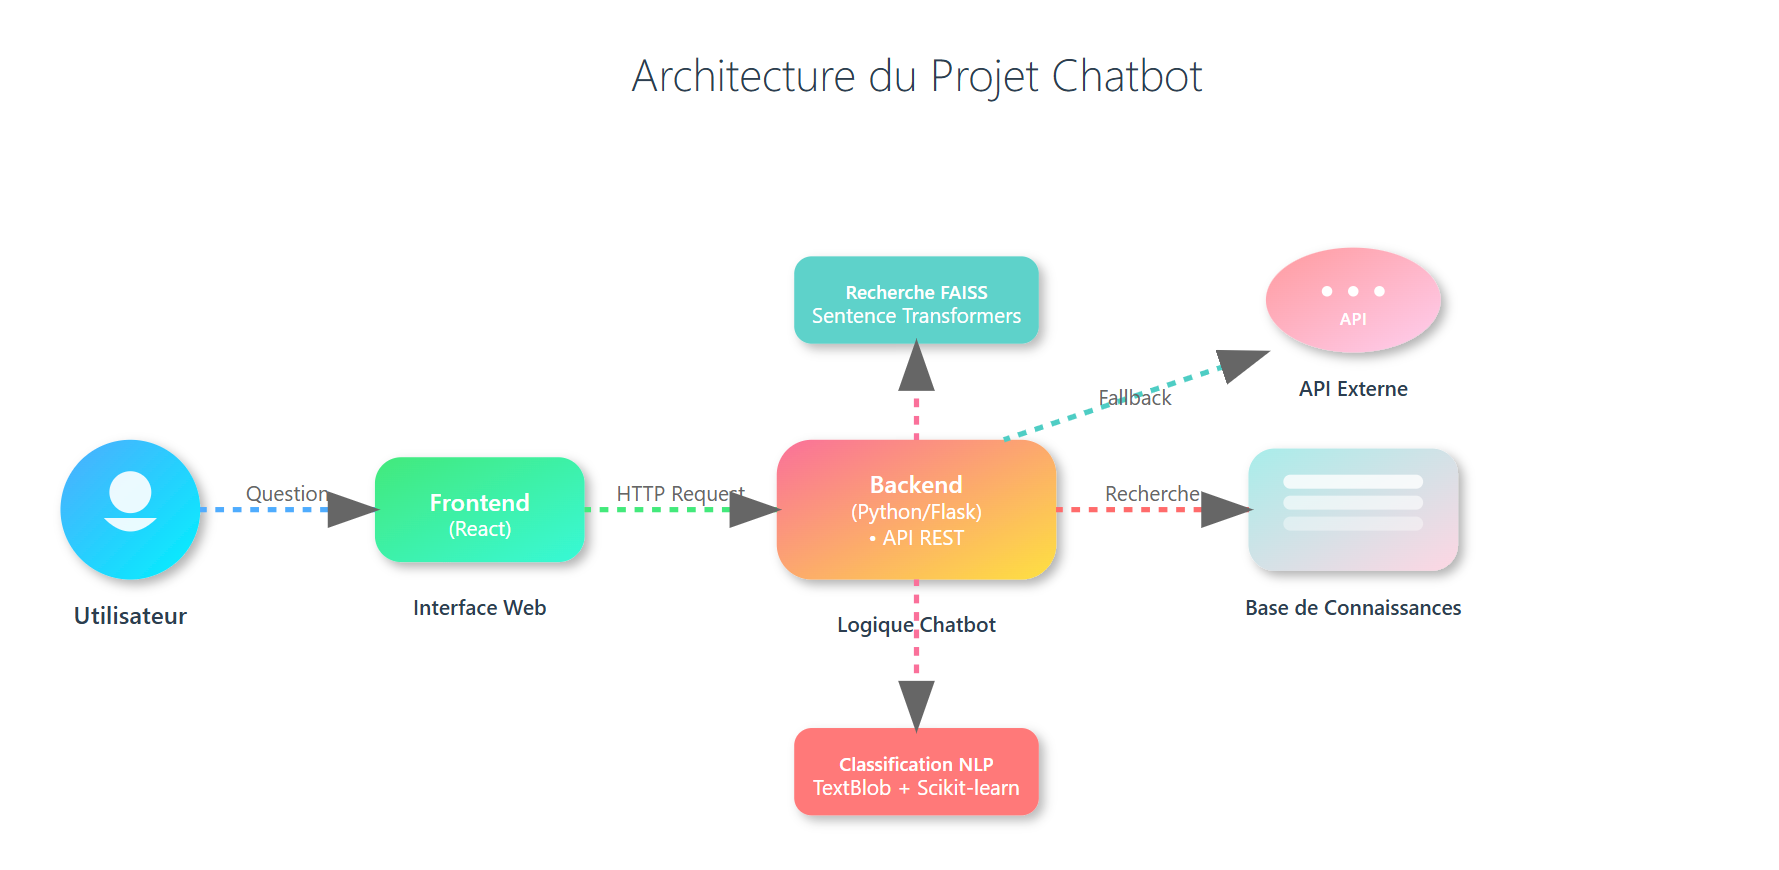 Architecture du Projet Chatbot
Recherche FAISS
Sentence Transformers
API
API Externe
Fallback
Question
Frontend
(React)
Interface Web
HTTP Request
Backend
(Python/Flask)
• API REST
Logique Chatbot
Recherche
Base de Connaissances
Utilisateur
Classification NLP
TextBlob + Scikit-learn